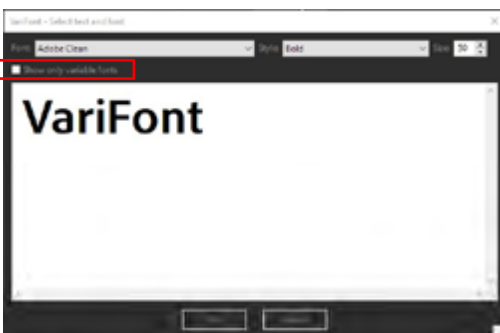 VariFont - Select text and font
Font: Adobe Clean Style: Bold Size: 50
Show only variable fonts
VariFont